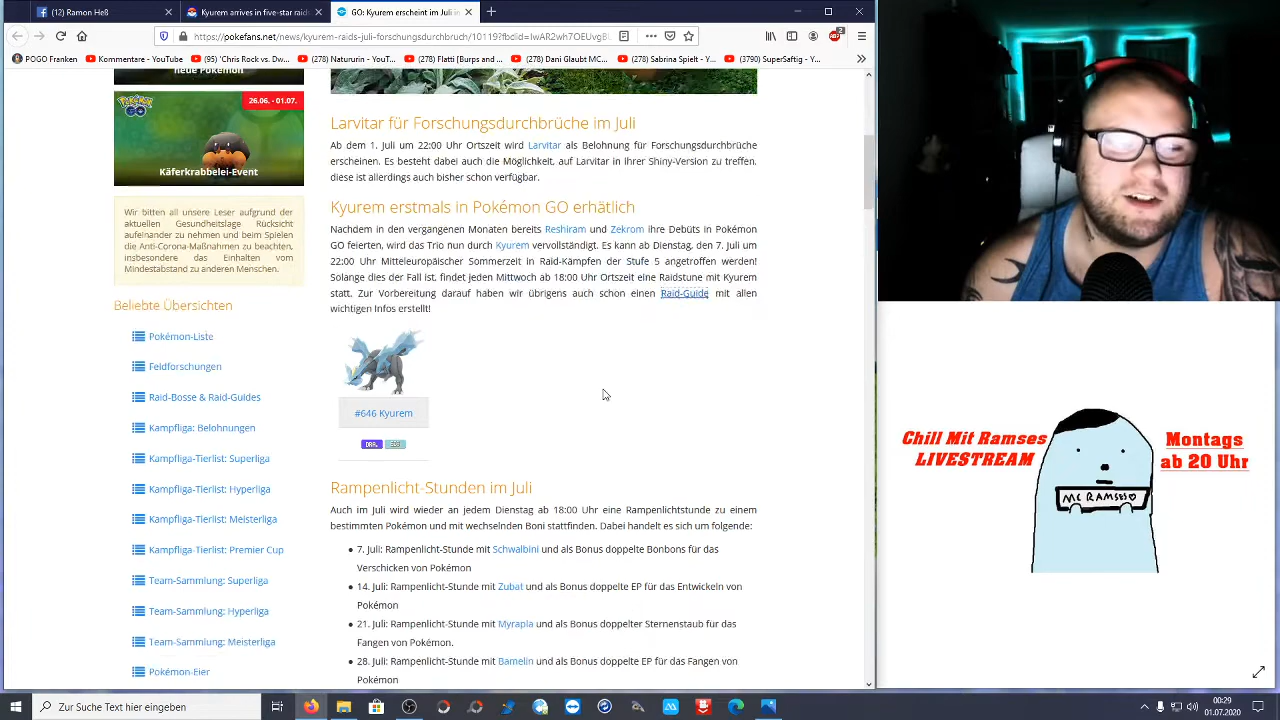 (12) Ramon Heß
Kyurem arrives in five-star raids
GO: Kyurem erscheint im Juli in
https://pokefans.net/news/kyurem-raids-juli-forschungsdurchbruch/10119?fbclid=IwAR2wh7OEUvgBl
POGO Franken
Kommentare - YouTube
(95) 'Chris Rock vs. Dw...
(278) Natururin - YouT...
(278) Flatti [Burps and ...
(278) Dani Glaubt MC...
(278) Sabrina Spielt - Y...
(3790) SuperSaftig - Y...
neue Pokémon
Pokémon GO
26.06. - 01.07.
Käferkrabbelei-Event
Wir bitten all unsere Leser aufgrund der
aktuellen Gesundheitslage Rücksicht
aufeinander zu nehmen und beim Spielen
die Anti-Corona-Maßnahmen zu beachten,
insbesondere das Einhalten vom
Mindestabstand zu anderen Menschen.
Beliebte Übersichten
Pokémon-Liste
Feldforschungen
Raid-Bosse & Raid-Guides
Kampfliga: Belohnungen
Kampfliga-Tierlist: Superliga
Kampfliga-Tierlist: Hyperliga
Kampfliga-Tierlist: Meisterliga
Kampfliga-Tierlist: Premier Cup
Team-Sammlung: Superliga
Team-Sammlung: Hyperliga
Team-Sammlung: Meisterliga
Pokémon-Eier
Larvitar für Forschungsdurchbrüche im Juli
Ab dem 1. Juli um 22:00 Uhr Ortszeit wird Larvitar als Belohnung für Forschungsdurchbrüche
erscheinen. Es besteht dabei auch die Möglichkeit, auf Larvitar in ihrer Shiny-Version zu treffen,
diese ist allerdings auch bisher schon verfügbar.
Kyurem erstmals in Pokémon GO erhätlich
Nachdem in den vergangenen Monaten bereits Reshiram und Zekrom ihre Debüts in Pokémon
GO feierten, wird das Trio nun durch Kyurem vervollständigt. Es kann ab Dienstag, den 7. Juli um
22:00 Uhr Mitteleuropäischer Sommerzeit in Raid-Kämpfen der Stufe 5 angetroffen werden!
Solange dies der Fall ist, findet jeden Mittwoch ab 18:00 Uhr Ortszeit eine Raidstune mit Kyurem
statt. Zur Vorbereitung darauf haben wir übrigens auch schon einen Raid-Guide mit allen
wichtigen Infos erstellt!
#646 Kyurem
DRA. EIS
Rampenlicht-Stunden im Juli
Auch im Juli wird wieder an jedem Dienstag ab 18:00 Uhr eine Rampenlichtstunde zu einem
bestimmten Pokémon und mit wechselnden Boni stattfinden. Dabei handelt es sich um folgende:
7. Juli: Rampenlicht-Stunde mit Schwalbini und als Bonus doppelte Bonbons für das
Verschicken von Pokémon
14. Juli: Rampenlicht-Stunde mit Zubat und als Bonus doppelte EP für das Entwickeln von
Pokémon
21. Juli: Rampenlicht-Stunde mit Myrapla und als Bonus doppelter Sternenstaub für das
Fangen von Pokémon.
28. Juli: Rampenlicht-Stunde mit Bamelin und als Bonus doppelte EP für das Fangen von
Pokémon
Chill Mit Ramses
LIVESTREAM
Montags
ab 20 Uhr
MC RAMSES
Zur Suche Text hier eingeben
00:29
01.07.2020